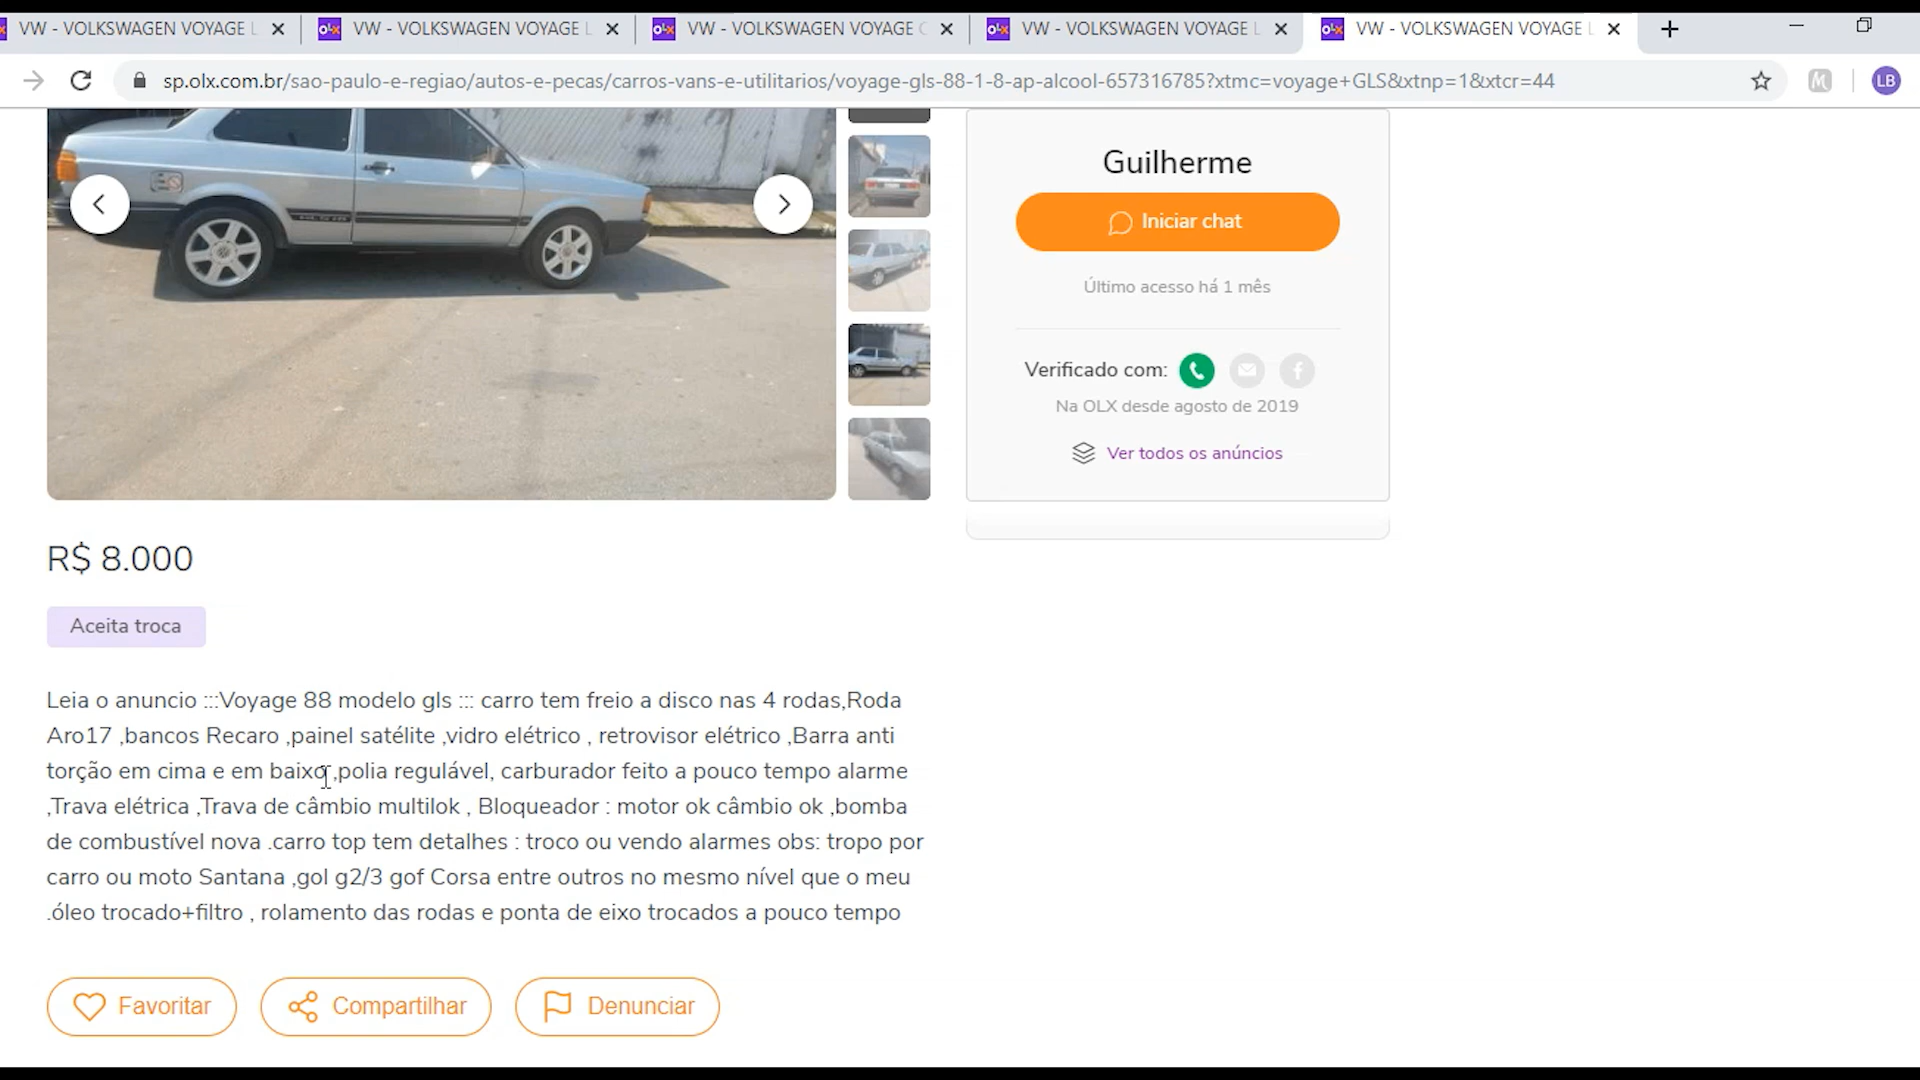 VW - VOLKSWAGEN VOYAGE L
VW - VOLKSWAGEN VOYAGE L
VW - VOLKSWAGEN VOYAGE
VW - VOLKSWAGEN VOYAGE L
VW - VOLKSWAGEN VOYAGE L
sp.olx.com.br/sao-paulo-e-regiao/autos-e-pecas/carros-vans-e-utilitarios/voyage-gls-88-1-8-ap-alcool-657316785?xtmc=voyage+GLS&xtnp=1&xtcr=44
LB
Guilherme
Iniciar chat
Último acesso há 1 mês
Verificado com:
Na OLX desde agosto de 2019
Ver todos os anúncios
R$ 8.000
Aceita troca
Leia o anuncio :::Voyage 88 modelo gls ::: carro tem freio a disco nas 4 rodas,Roda
Aro17 ,bancos Recaro ,painel satélite ,vidro elétrico , retrovisor elétrico ,Barra anti
torção em cima e em baixo ,polia regulável, carburador feito a pouco tempo alarme
,Trava elétrica ,Trava de câmbio multilok , Bloqueador : motor ok câmbio ok ,bomba
de combustível nova .carro top tem detalhes : troco ou vendo alarmes obs: tropo por
carro ou moto Santana ,gol g2/3 gof Corsa entre outros no mesmo nível que o meu
.óleo trocado+filtro , rolamento das rodas e ponta de eixo trocados a pouco tempo
Favoritar
Compartilhar
Denunciar